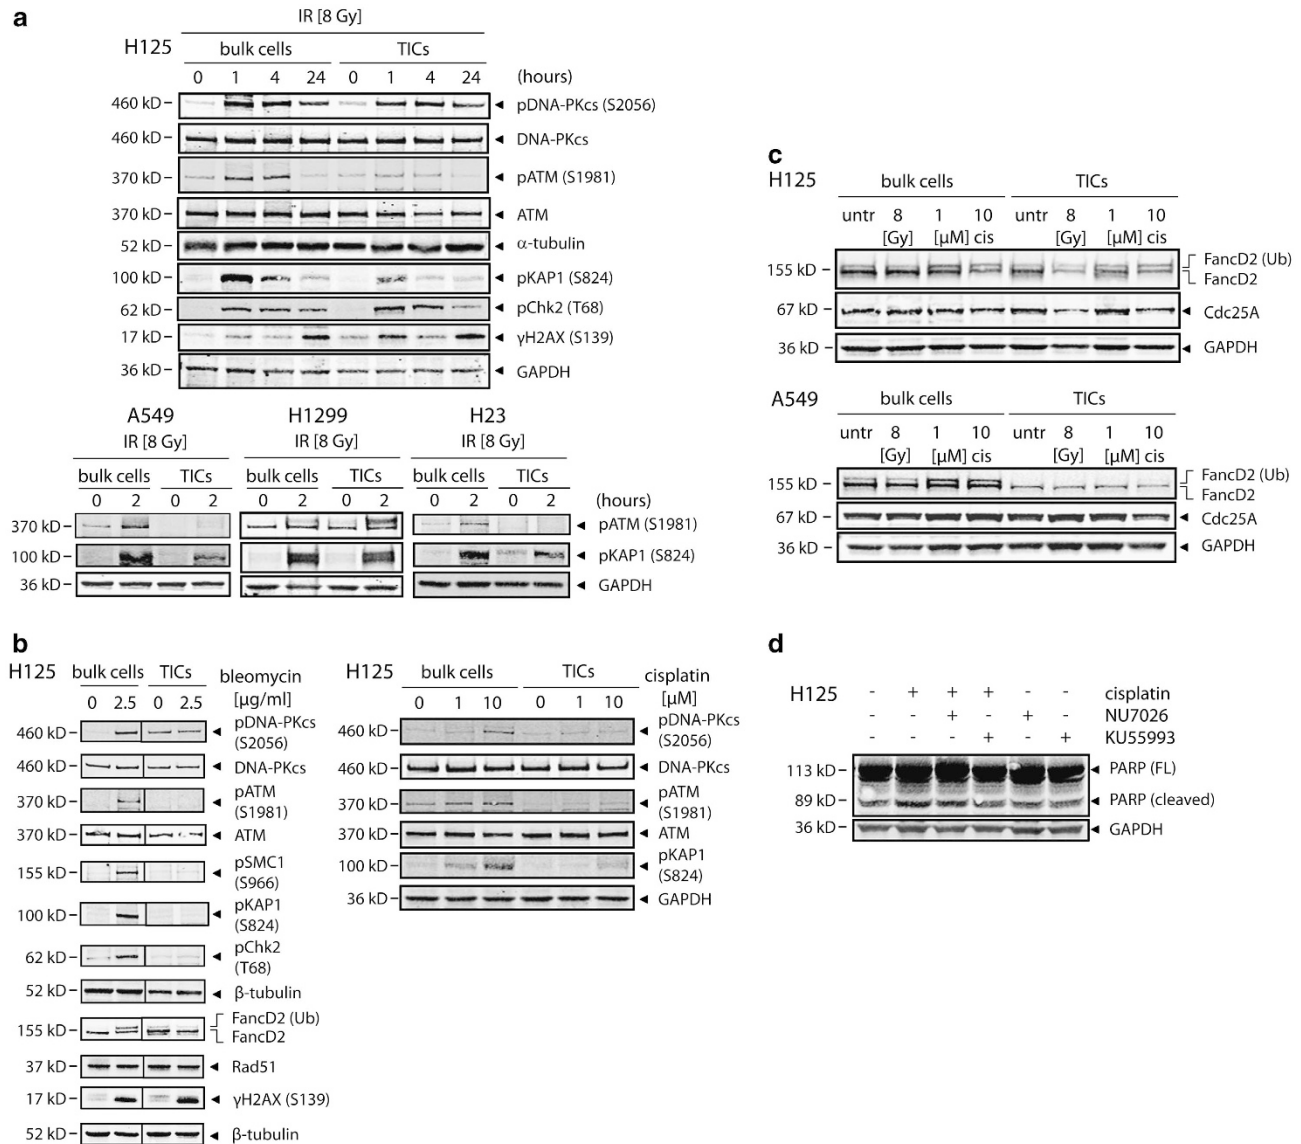 a
IR [8 Gy]
H125
bulk cells TICs
0 1 4 24 0 1 4 24 (hours)
460 kD pDNA-PKcs (S2056)
460 kD DNA-PKcs
370 kD pATM (S1981)
370 kD ATM
52 kD α-tubulin
100 kD pKAP1 (S824)
62 kD pChk2 (T68)
17 kD γH2AX (S139)
36 kD GAPDH
A549 H1299 H23
IR [8 Gy] IR [8 Gy] IR [8 Gy]
bulk cells TICs bulk cells TICs bulk cells TICs
0 2 0 2 0 2 0 2 0 2 0 2 (hours)
370 kD pATM (S1981)
100 kD pKAP1 (S824)
36 kD GAPDH
b
H125 bulk cells TICs bleomycin
0 2.5 0 2.5 [µg/ml]
460 kD pDNA-PKcs
(S2056)
460 kD DNA-PKcs
370 kD pATM
(S1981)
370 kD ATM
155 kD pSMC1
(S966)
100 kD pKAP1
(S824)
62 kD pChk2
(T68)
52 kD β-tubulin
155 kD FancD2 (Ub)
FancD2
37 kD Rad51
17 kD γH2AX (S139)
52 kD β-tubulin
H125 bulk cells TICs cisplatin
0 1 10 0 1 10 [µM]
460 kD pDNA-PKcs
(S2056)
460 kD DNA-PKcs
370 kD pATM
(S1981)
370 kD ATM
100 kD pKAP1
(S824)
36 kD GAPDH
c
H125 bulk cells TICs
untr 8 1 10 untr 8 1 10
[Gy] [µM] cis [Gy] [µM] cis
155 kD FancD2 (Ub)
FancD2
67 kD Cdc25A
36 kD GAPDH
A549 bulk cells TICs
untr 8 1 10 untr 8 1 10
[Gy] [µM] cis [Gy] [µM] cis
155 kD FancD2 (Ub)
FancD2
67 kD Cdc25A
36 kD GAPDH
d
H125 - + + + - - cisplatin
- - + - + - NU7026
- - - + - + KU55993
113 kD PARP (FL)
89 kD PARP (cleaved)
36 kD GAPDH